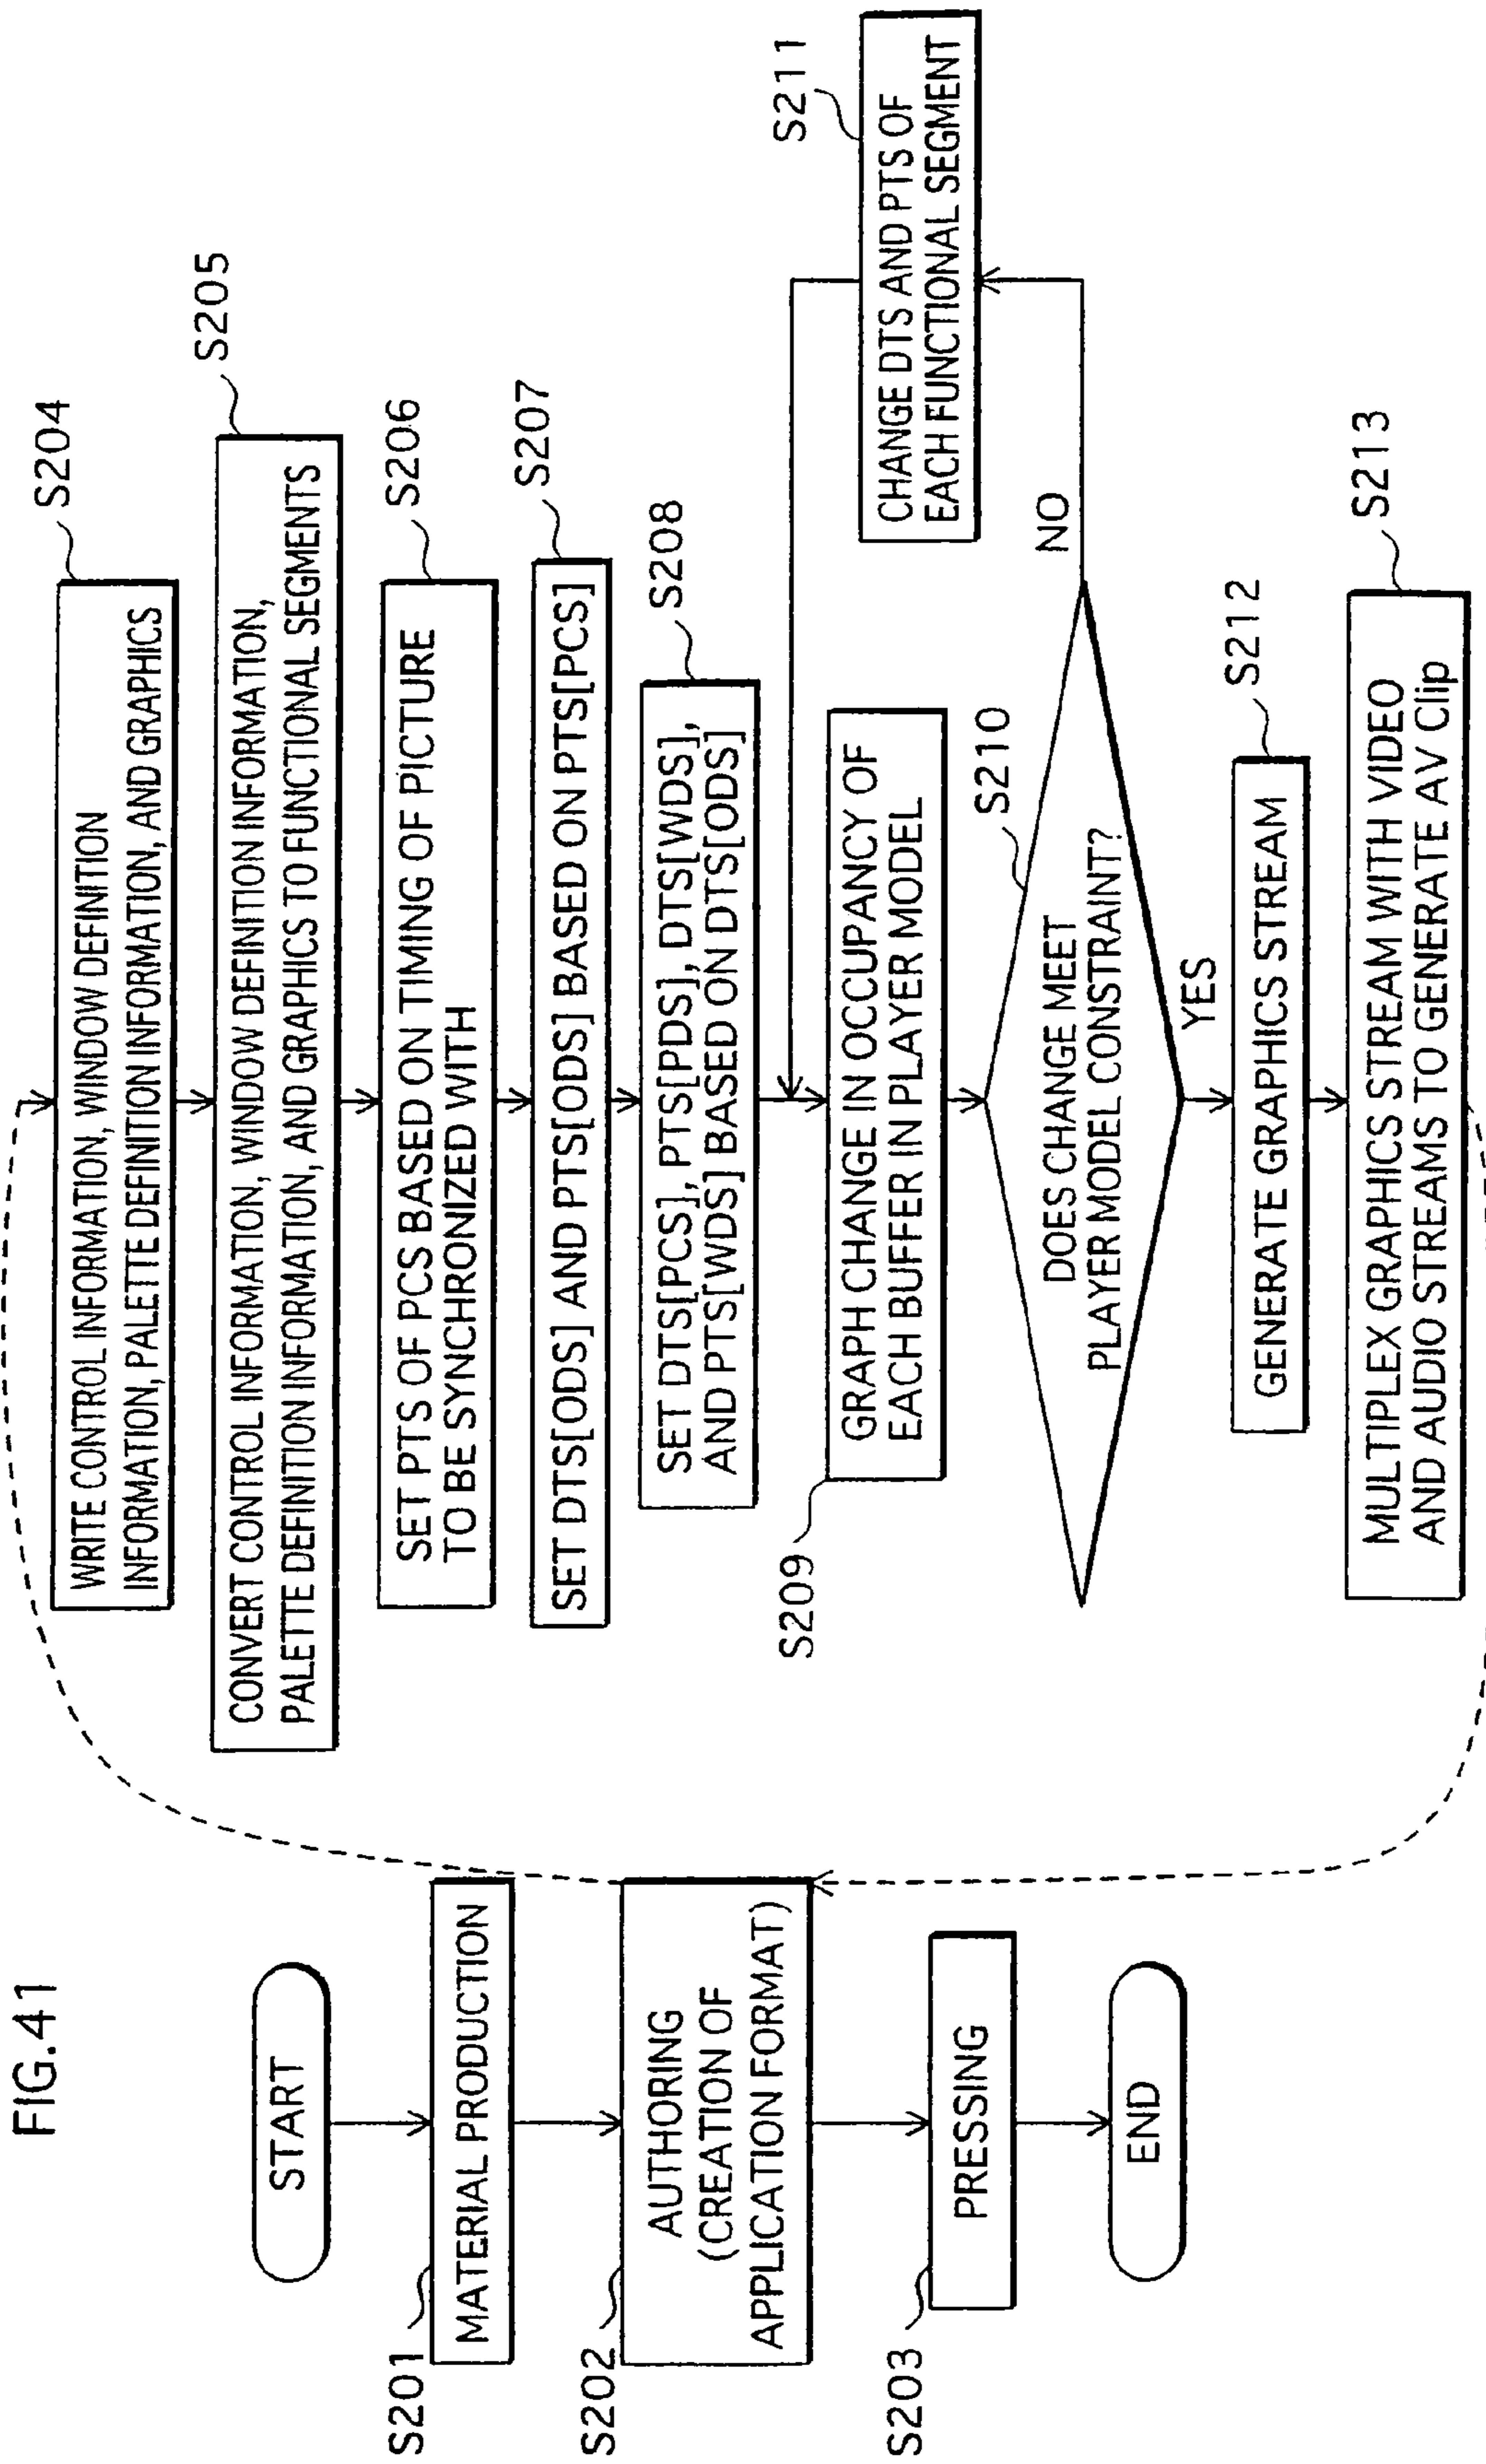 FIG.41
START
S201
MATERIAL PRODUCTION
S202
AUTHORING
(CREATION OF
APPLICATION FORMAT)
S203
PRESSING
END
S204
WRITE CONTROL INFORMATION, WINDOW DEFINITION
INFORMATION, PALETTE DEFINITION INFORMATION, AND GRAPHICS
S205
CONVERT CONTROL INFORMATION, WINDOW DEFINITION INFORMATION,
PALETTE DEFINITION INFORMATION, AND GRAPHICS TO FUNCTIONAL SEGMENTS
S206
SET PTS OF PCS BASED ON TIMING OF PICTURE
TO BE SYNCHRONIZED WITH
S207
SET DTS[ODS] AND PTS[ODS] BASED ON PTS[PCS]
S208
SET DTS[PCS], PTS[PDS], DTS[WDS],
AND PTS[WDS] BASED ON DTS[ODS]
S209
GRAPH CHANGE IN OCCUPANCY OF
EACH BUFFER IN PLAYER MODEL
S210
DOES CHANGE MEET
PLAYER MODEL CONSTRAINT?
NO
S211
CHANGE DTS AND PTS OF
EACH FUNCTIONAL SEGMENT
YES
S212
GENERATE GRAPHICS STREAM
S213
MULTIPLEX GRAPHICS STREAM WITH VIDEO
AND AUDIO STREAMS TO GENERATE AV Clip